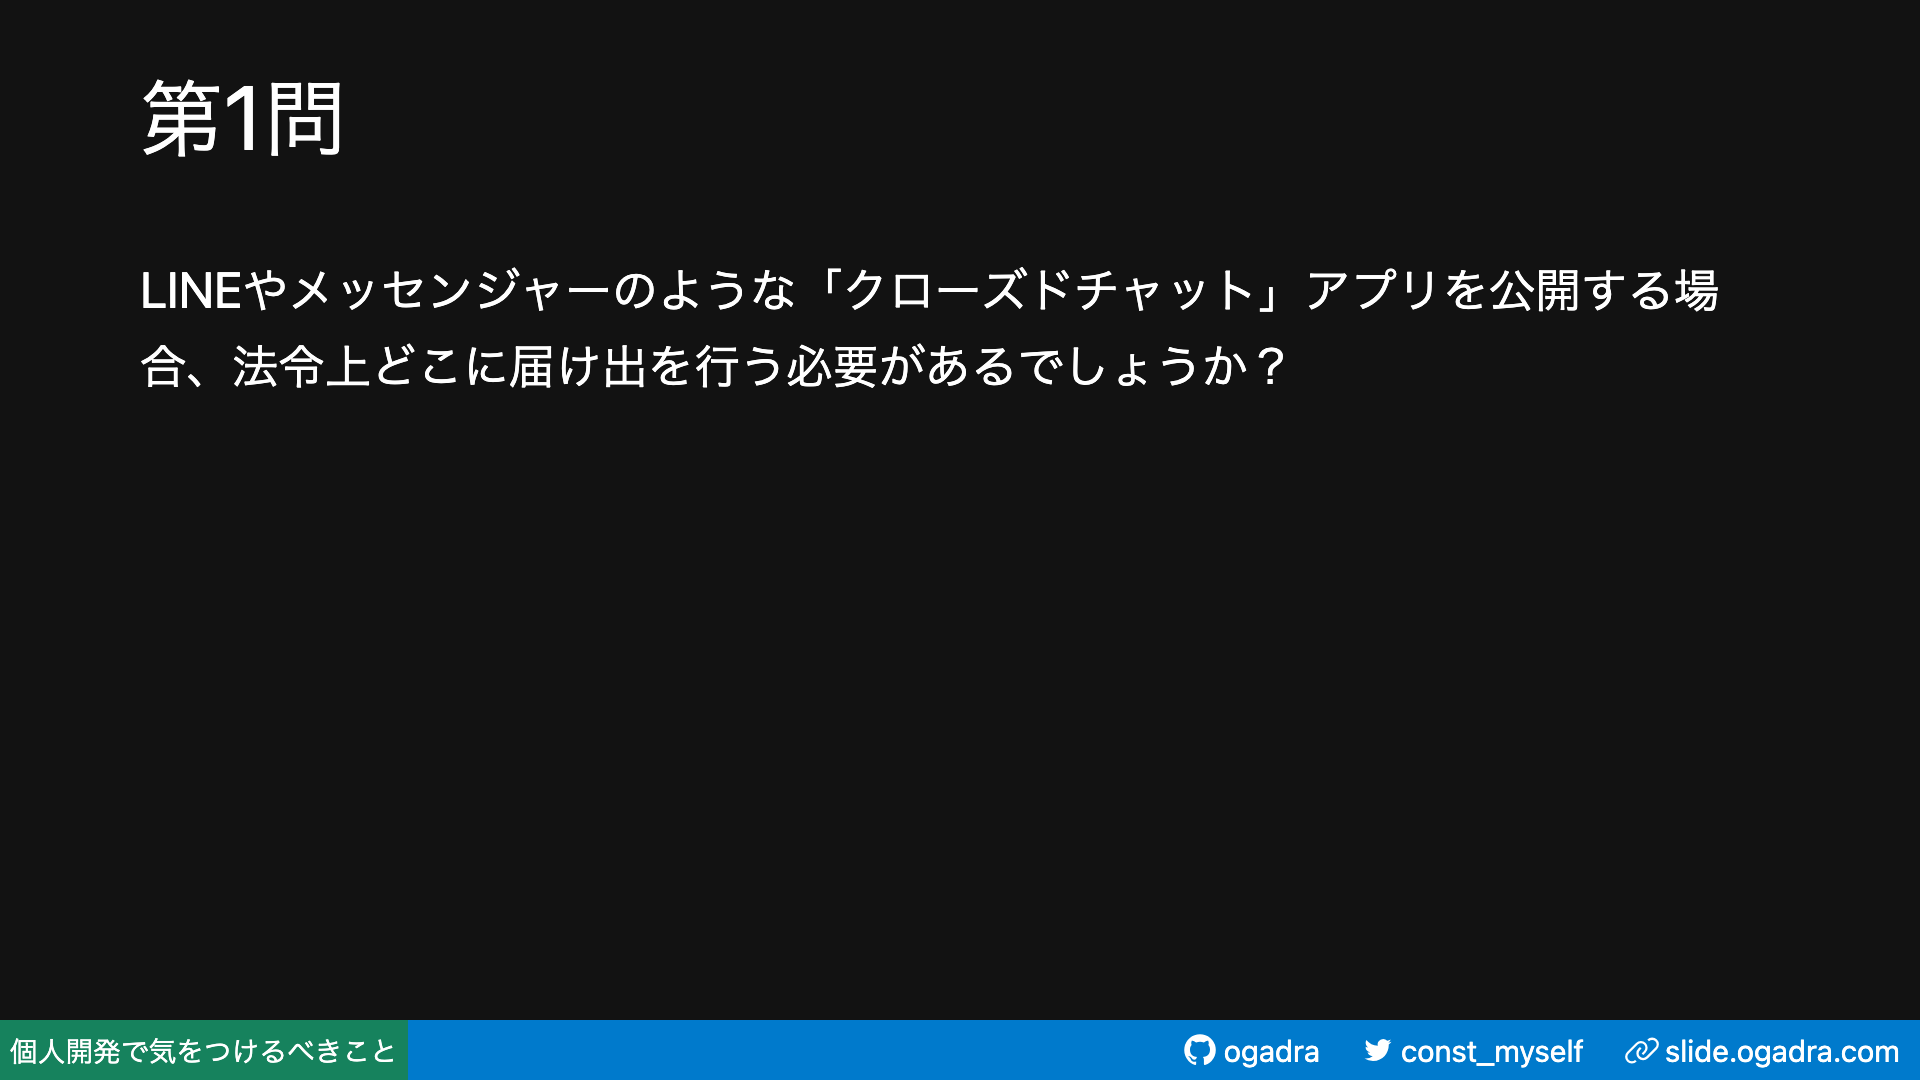 第1問
LINEやメッセンジャーのような「クローズドチャット」アプリを公開する場
合、法令上どこに届け出を行う必要があるでしょうか？
個人開発で気をつけるべきこと
ogadra
const_myself
slide.ogadra.com